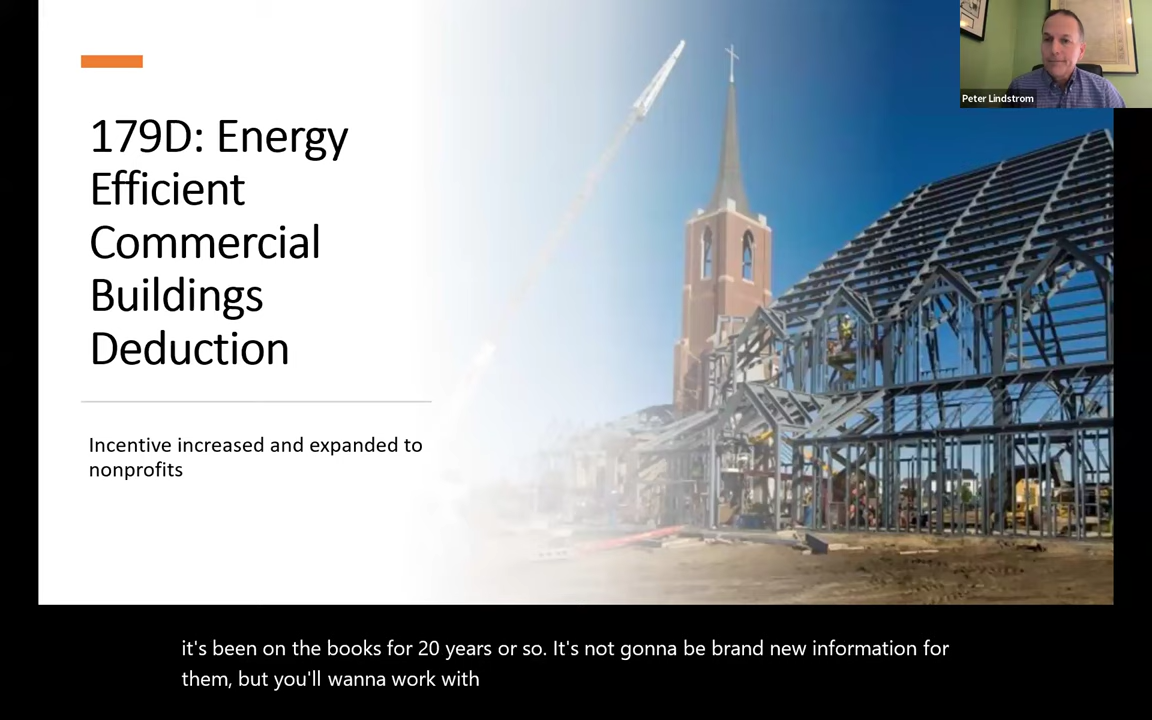 179D: Energy
Efficient
Commercial
Buildings
Deduction
Incentive increased and expanded to
nonprofits
Peter Lindstrom
it's been on the books for 20 years or so. It's not gonna be brand new information for
them, but you'll wanna work with